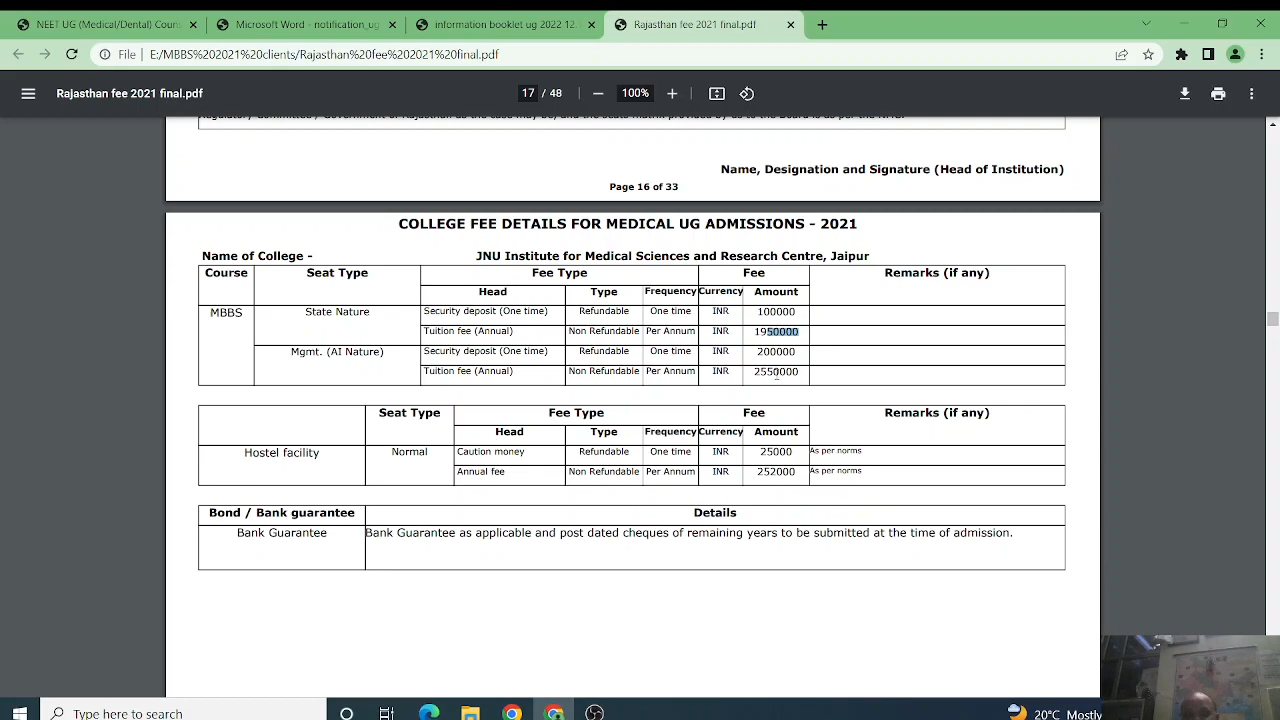 NEET UG (Medical/Dental) Couns
Microsoft Word - notification_ug
information booklet ug 2022 12.
Rajasthan fee 2021 final.pdf
File E:/MBBS%202021%20clients/Rajasthan%20fee%202021%20final.pdf
Rajasthan fee 2021 final.pdf 17 / 48 100%
Name, Designation and Signature (Head of Institution)
Page 16 of 33
COLLEGE FEE DETAILS FOR MEDICAL UG ADMISSIONS - 2021
Name of College - JNU Institute for Medical Sciences and Research Centre, Jaipur
Course Seat Type Fee Type Fee Remarks (if any)
Head Type Frequency Currency Amount
MBBS State Nature Security deposit (One time) Refundable One time INR 100000
Tuition fee (Annual) Non Refundable Per Annum INR 1950000
Mgmt. (AI Nature) Security deposit (One time) Refundable One time INR 200000
Tuition fee (Annual) Non Refundable Per Annum INR 2550000
Seat Type Fee Type Fee Remarks (if any)
Head Type Frequency Currency Amount
Hostel facility Normal Caution money Refundable One time INR 25000 As per norms
Annual fee Non Refundable Per Annum INR 252000 As per norms
Bond / Bank guarantee Details
Bank Guarantee Bank Guarantee as applicable and post dated cheques of remaining years to be submitted at the time of admission.
Type here to search
20°C Mostly